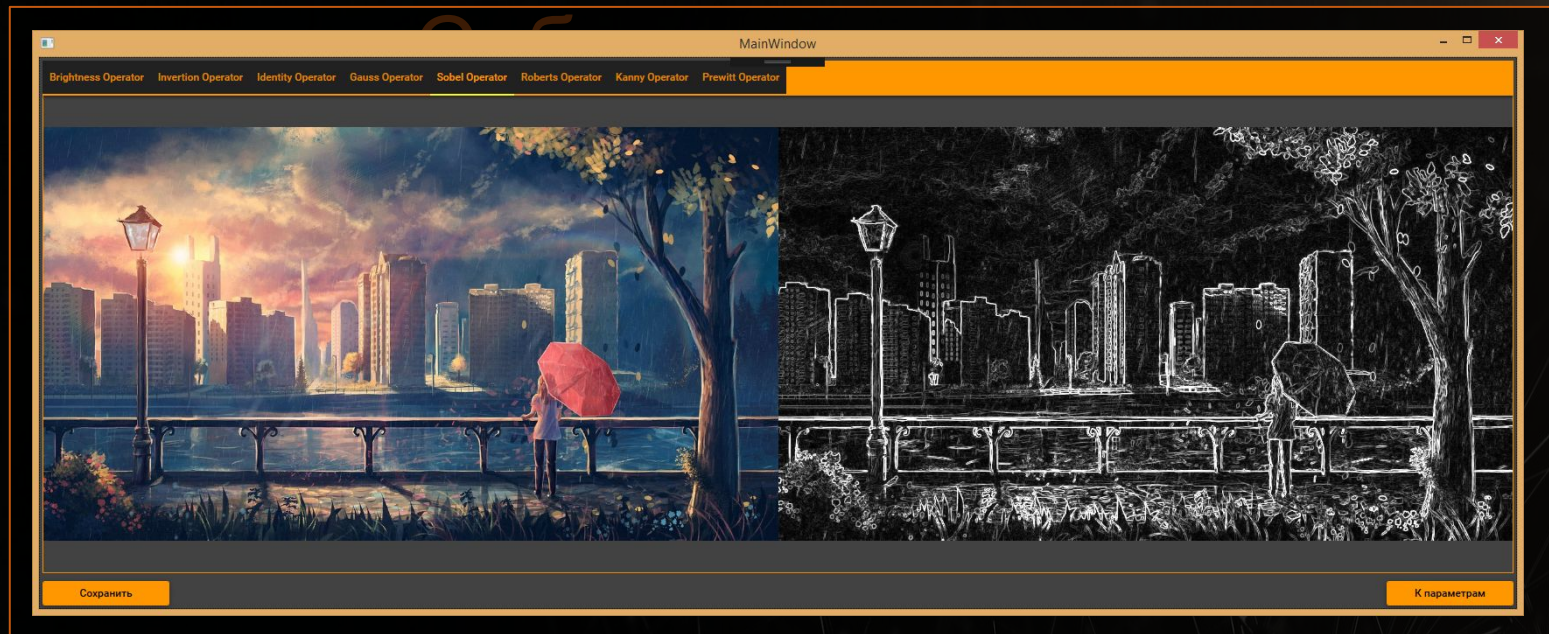 MainWindow
Brightness Operator Invertion Operator Identity Operator Gauss Operator Sobel Operator Roberts Operator Kanny Operator Prewitt Operator
Сохранить К параметрам